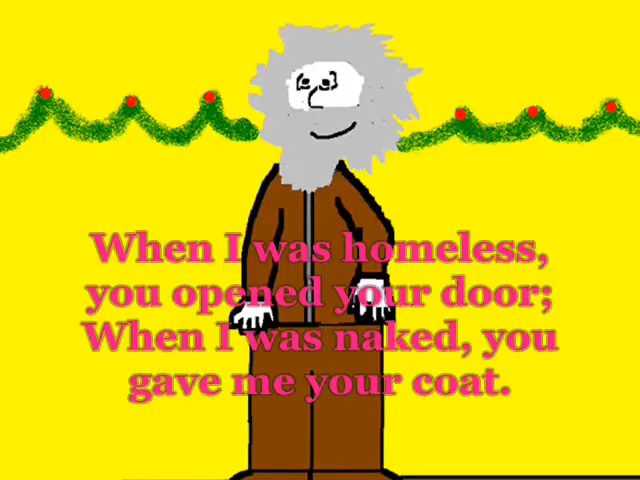 When I was homeless,
you opened your door;
When I was naked, you
gave me your coat.